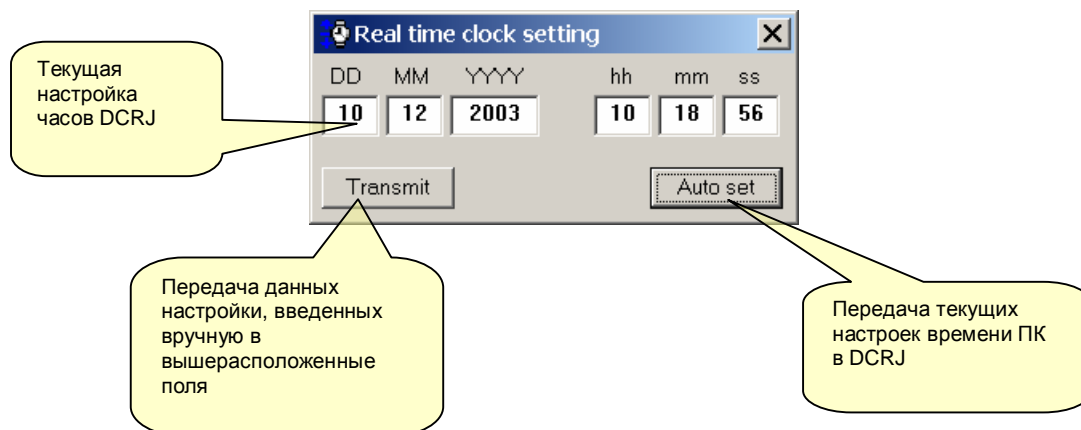 Real time clock setting
Текущая
настройка
часов DCRJ
DD MM YYYY hh mm ss
10 12 2003 10 18 56
Transmit Auto set
Передача данных
настройки, введенных
вручную в
вышерасположенные
поля
Передача текущих
настроек времени ПК
в DCRJ